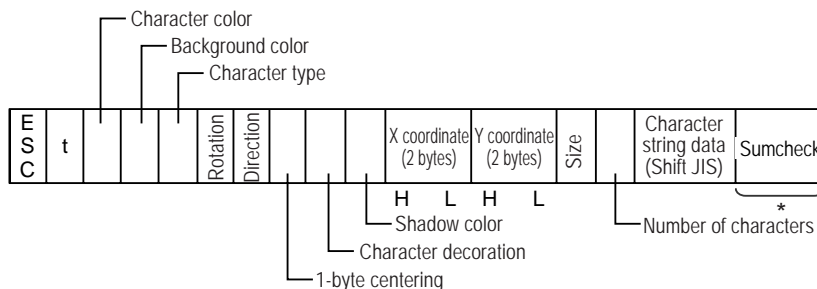 Character color
Background color
Character type
ESC
t
Rotation
Direction
X coordinate
(2 bytes)
Y coordinate
(2 bytes)
Size
Character
string data
(Shift JIS)
Sumcheck
H L H L
*
Shadow color
Number of characters
Character decoration
1-byte centering